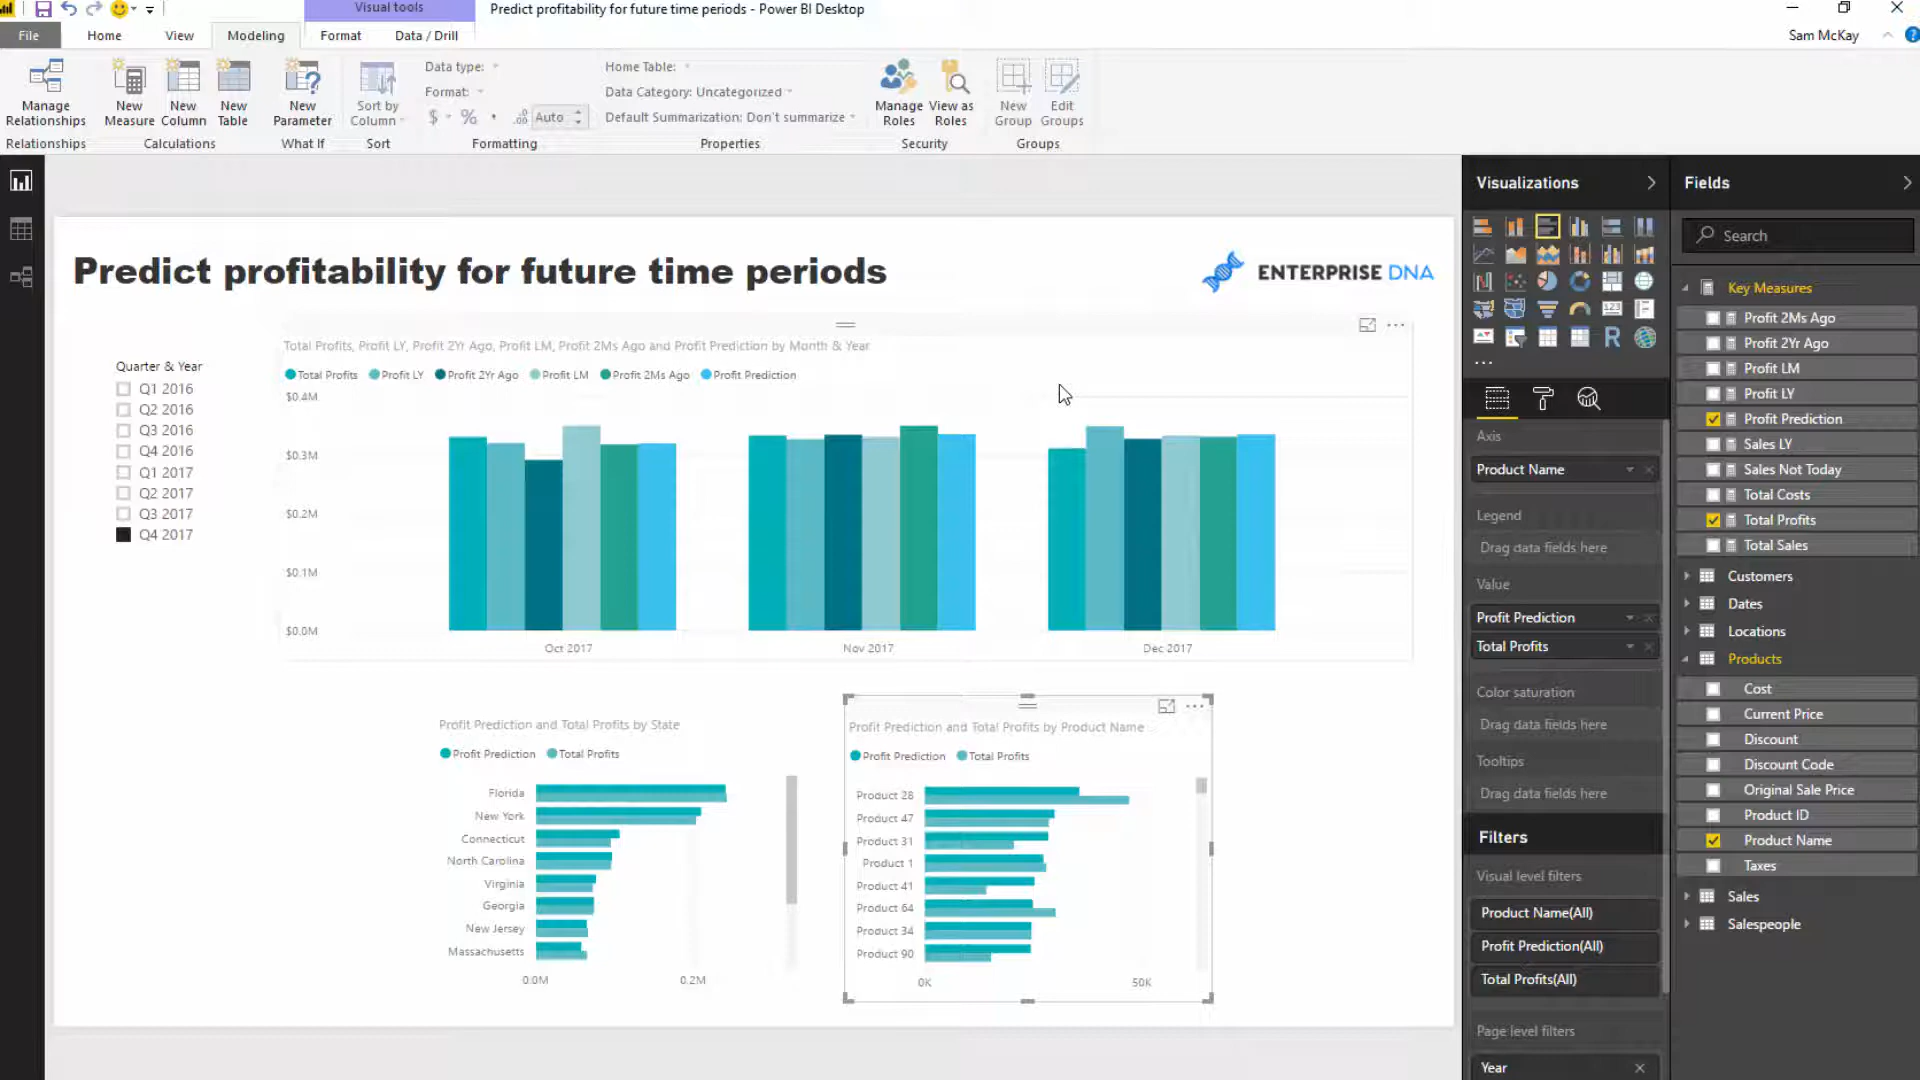 Visual tools
Predict profitability for future time periods - Power BI Desktop
File
Home
View
Modeling
Format
Data / Drill
Sam McKay
Manage Relationships
New Measure
New Column
New Table
New Parameter
Sort by Column
Data type:
Format:
$ % , .00 Auto
Home Table:
Data Category: Uncategorized
Default Summarization: Don't summarize
Manage Roles
View as Roles
New Group
Edit Groups
Relationships
Calculations
What If
Sort
Formatting
Properties
Security
Groups
Predict profitability for future time periods
ENTERPRISE DNA
Quarter & Year
Q1 2016
Q2 2016
Q3 2016
Q4 2016
Q1 2017
Q2 2017
Q3 2017
Q4 2017
Total Profits, Profit LY, Profit 2Yr Ago, Profit LM, Profit 2Ms Ago and Profit Prediction by Month & Year
Total Profits Profit LY Profit 2Yr Ago Profit LM Profit 2Ms Ago Profit Prediction
$0.4M
$0.3M
$0.2M
$0.1M
$0.0M
Oct 2017
Nov 2017
Dec 2017
Profit Prediction and Total Profits by State
Profit Prediction Total Profits
Florida
New York
Connecticut
North Carolina
Virginia
Georgia
New Jersey
Massachusetts
0.0M
0.2M
Profit Prediction and Total Profits by Product Name
Profit Prediction Total Profits
Product 28
Product 47
Product 31
Product 1
Product 41
Product 64
Product 34
Product 90
0K
50K
Visualizations
R
Axis
Product Name
Legend
Drag data fields here
Value
Profit Prediction
Total Profits
Color saturation
Drag data fields here
Tooltips
Drag data fields here
Filters
Visual level filters
Product Name(All)
Profit Prediction(All)
Total Profits(All)
Page level filters
Year
Fields
Search
Key Measures
Profit 2Ms Ago
Profit 2Yr Ago
Profit LM
Profit LY
Profit Prediction
Sales LY
Sales Not Today
Total Costs
Total Profits
Total Sales
Customers
Dates
Locations
Products
Cost
Current Price
Discount
Discount Code
Original Sale Price
Product ID
Product Name
Taxes
Sales
Salespeople